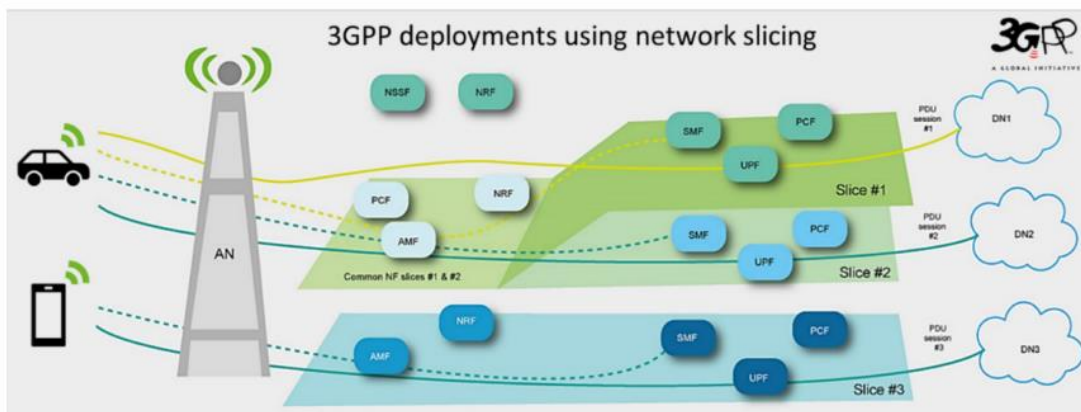 3GPP deployments using network slicing
3GPP
A GLOBAL INITIATIVE
NSSF
NRF
SMF
PCF
PDU
session
#1
DN1
UPF
Slice #1
PCF
NRF
AMF
Common NF slices #1 & #2
SMF
PCF
UPF
Slice #2
PDU
session
#2
DN2
AN
NRF
AMF
SMF
PCF
UPF
Slice #3
PDU
session
#3
DN3